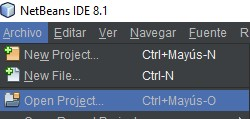 NetBeans IDE 8.1
Archivo Editar Ver Navegar Fuente
New Project... Ctrl+Mayús-N
New File... Ctrl-N
Open Project... Ctrl+Mayús-O